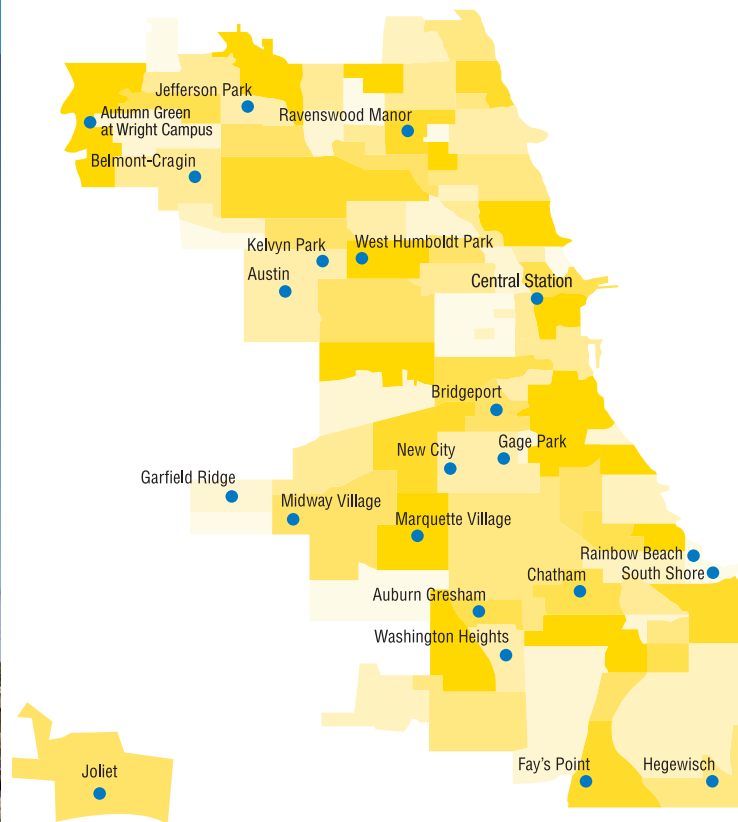 Jefferson Park
Autumn Green
at Wright Campus
Ravenswood Manor
Belmont-Cragin
Kelvyn Park
West Humboldt Park
Austin
Central Station
Bridgeport
Gage Park
New City
Garfield Ridge
Midway Village
Marquette Village
Rainbow Beach
South Shore
Chatham
Auburn Gresham
Washington Heights
Fay's Point
Hegewisch
Joliet